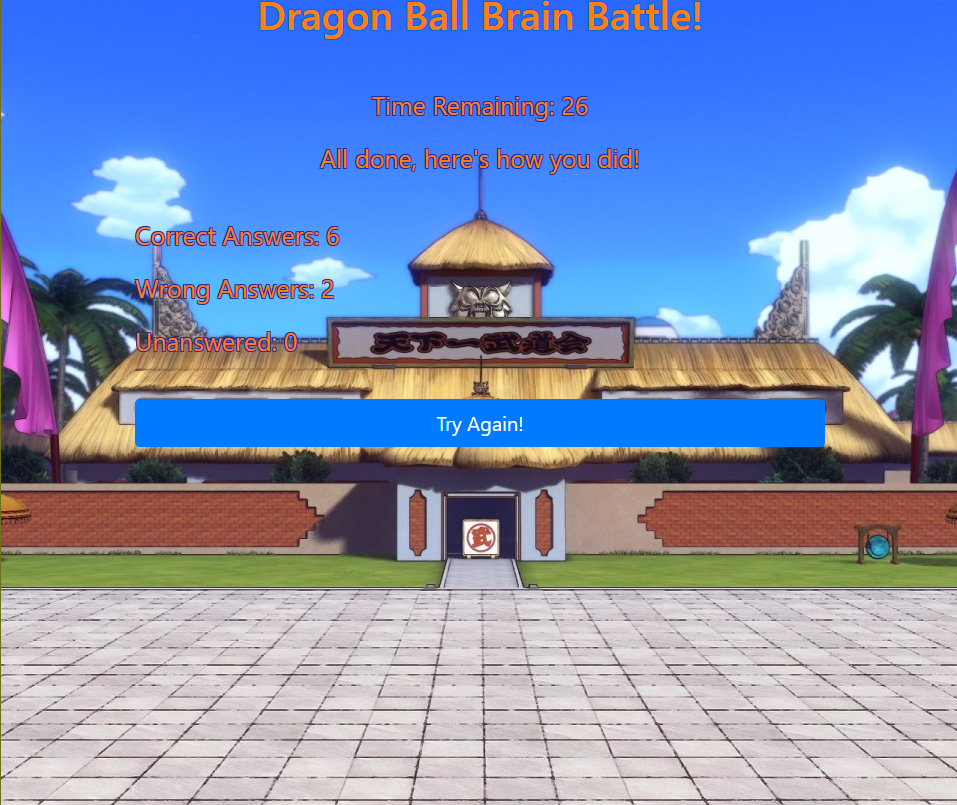 Dragon Ball Brain Battle!
Time Remaining: 26
All done, here's how you did!
Correct Answers: 6
Wrong Answers: 2
Unanswered: 0
天下一武道会
Try Again!
武